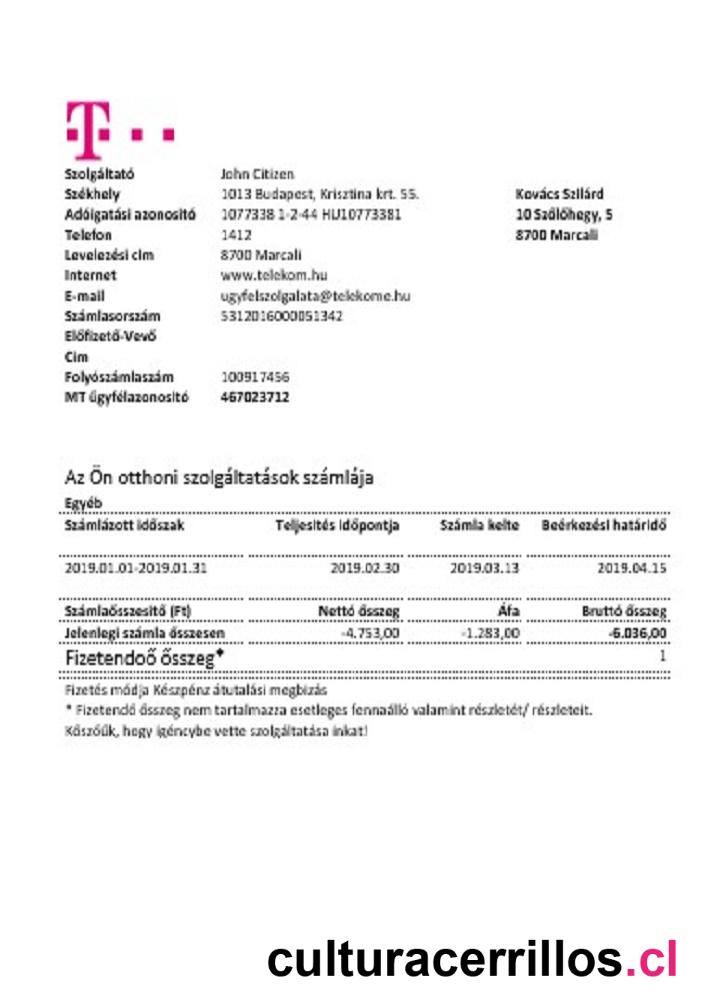 T
Szolgáltató John Citizen
Székhely 1013 Budapest, Krisztina krt. 55.
Adóigatási azonosító 1077338 1-2-44 HU10773381
Telefon 1412
Levelezési cím 8700 Marcali
Internet www.telekom.hu
E-mail ugyfelszolgalata@telekome.hu
Számlasorszám 5312016000051342
Előfizető-Vevő
Cím
Folyószámlaszám 100917456
MT ügyfélazonosító 467023712
Kovács Szilárd
10 Szőlőhegy, 5
8700 Marcali
Az Ön otthoni szolgáltatások számlája
Egyéb
Számlázott időszak Teljesítés időpontja Számla kelte Beérkezési határidő
2019.01.01-2019.01.31 2019.02.30 2019.03.13 2019.04.15
Számlaösszesítő (Ft) Nettó összeg Áfa Bruttó összeg
Jelenlegi számla összesen -4.753,00 -1.283,00 -6.036,00
Fizetendoő ősszeg* 1
Fizetés módja Készpénz átutalási megbizás
* Fizetendő ősszeg nem tartalmazza esetleges fennaálló valamint részletét/ részleteit.
Kőszőűk, hogy igéncybe vette szolgáltatása inkat!
culturacerrillos.cl